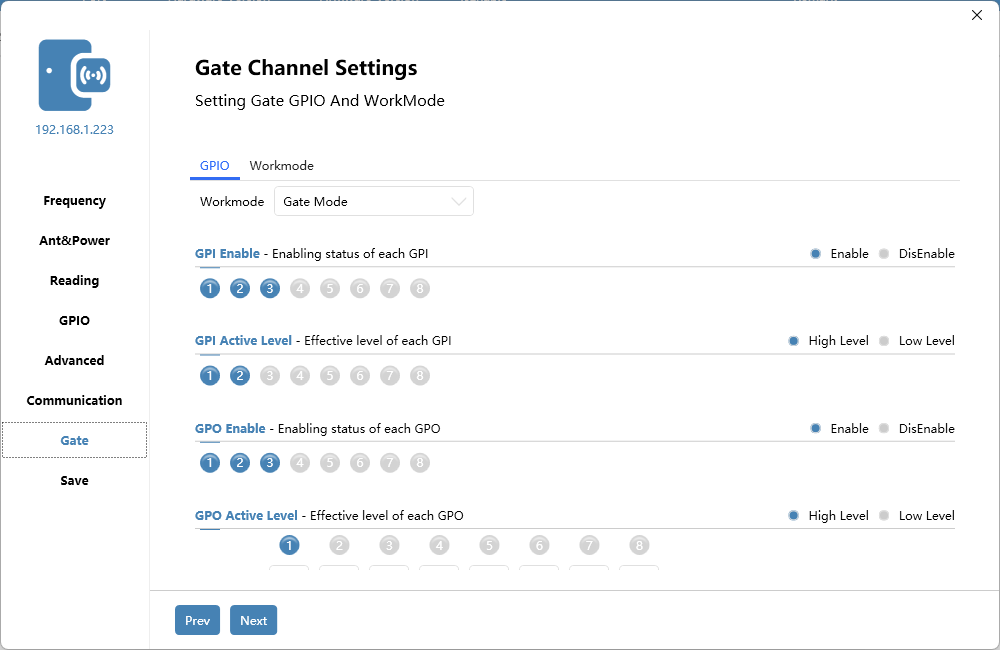 192.168.1.223
Frequency
Ant&Power
Reading
GPIO
Advanced
Communication
Gate
Save
Gate Channel Settings
Setting Gate GPIO And WorkMode
GPIO Workmode
Workmode Gate Mode
GPI Enable - Enabling status of each GPI Enable DisEnable
1 2 3 4 5 6 7 8
GPI Active Level - Effective level of each GPI High Level Low Level
1 2 3 4 5 6 7 8
GPO Enable - Enabling status of each GPO Enable DisEnable
1 2 3 4 5 6 7 8
GPO Active Level - Effective level of each GPO High Level Low Level
1 2 3 4 5 6 7 8
Prev Next